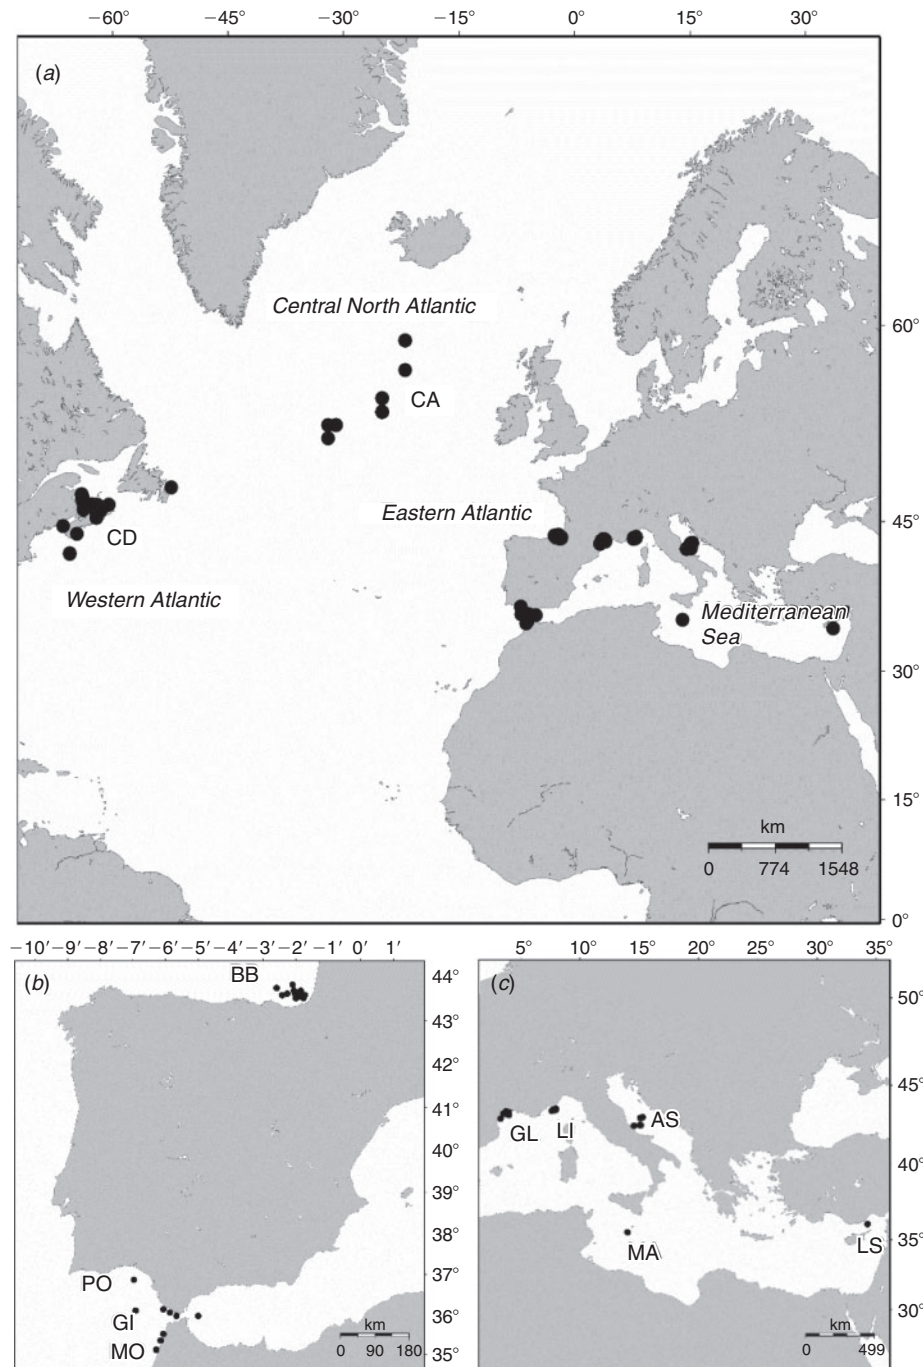 −60° −45° −30° −15° 0° 15° 30°
(a)
Central North Atlantic
60°
CA
Eastern Atlantic
45°
CD
Western Atlantic
Mediterranean
Sea
30°
15°
km
0 774 1548
0°
−10′ −9′ −8′ −7′ −6′ −5′ −4′ −3′ −2′ −1′ 0′ 1′
(b)
BB
44°
43°
42°
41°
40°
39°
38°
37°
PO
36°
GI
km
0 90 180
MO
35°
5° 10° 15° 20° 25° 30° 35°
(c)
50°
45°
AS
GL LI
40°
35°
LS
MA
30°
km
0 499